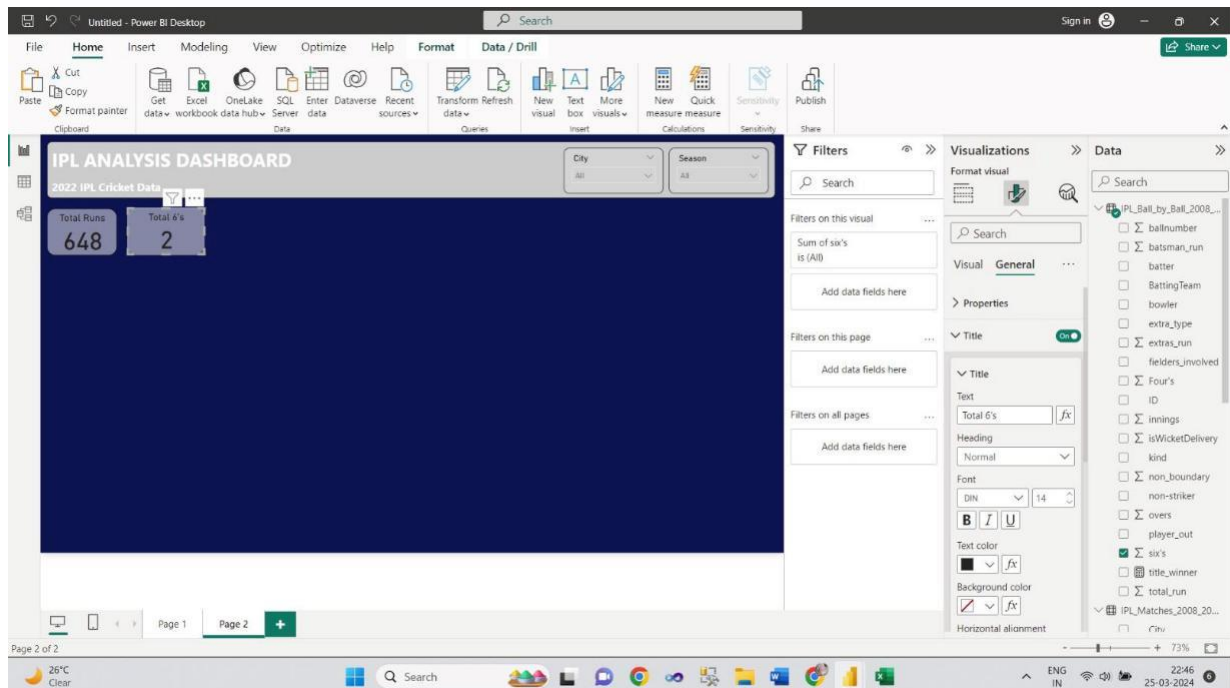 Untitled - Power BI Desktop
Search
Sign in
File Home Insert Modeling View Optimize Help Format Data / Drill
Share
Paste
Cut
Copy
Format painter
Get data
Excel workbook
OneLake data hub
SQL Server
Enter data
Dataverse
Recent sources
Transform data
Refresh
New visual
Text box
More visuals
New measure
Quick measure
Sensitivity
Publish
Clipboard Data Queries Insert Calculations Sensitivity Share
IPL ANALYSIS DASHBOARD
2022 IPL Cricket Data
City
All
Season
All
Total Runs
648
Total 6's
2
Filters
Search
Filters on this visual
Sum of six's
is (All)
Add data fields here
Filters on this page
Add data fields here
Filters on all pages
Add data fields here
Visualizations
Format visual
Search
Visual General
Properties
Title
On
Title
Text
Total 6's
Heading
Normal
Font
DIN 14
B I U
Text color
Background color
Horizontal alignment
Data
Search
IPL_Ball_by_Ball_2008_...
ballnumber
batsman_run
batter
BattingTeam
bowler
extra_type
extras_run
fielders_involved
Four's
ID
innings
isWicketDelivery
kind
non_boundary
non-striker
overs
player_out
six's
title_winner
total_run
IPL_Matches_2008_20...
City
Page 1 Page 2
Page 2 of 2
73%
26°C
Clear
Search
ENG
IN
22:46
25-03-2024
6